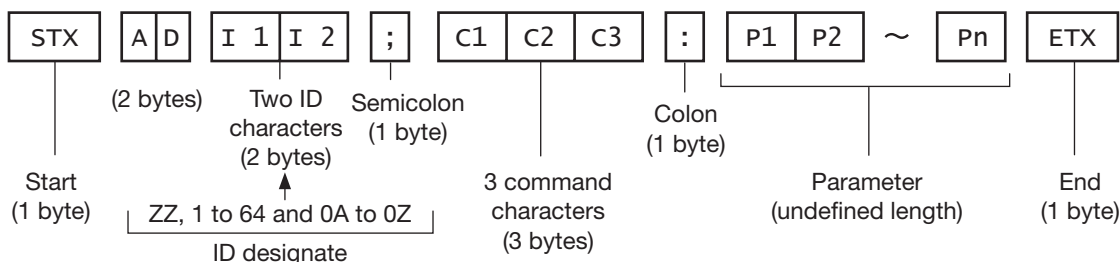 STX A D I 1 I 2 ; C1 C2 C3 : P1 P2 ～ Pn ETX
(2 bytes)
Two ID
characters
(2 bytes)
Semicolon
(1 byte)
Colon
(1 byte)
Start
(1 byte)
ZZ, 1 to 64 and 0A to 0Z
ID designate
3 command
characters
(3 bytes)
Parameter
(undefined length)
End
(1 byte)